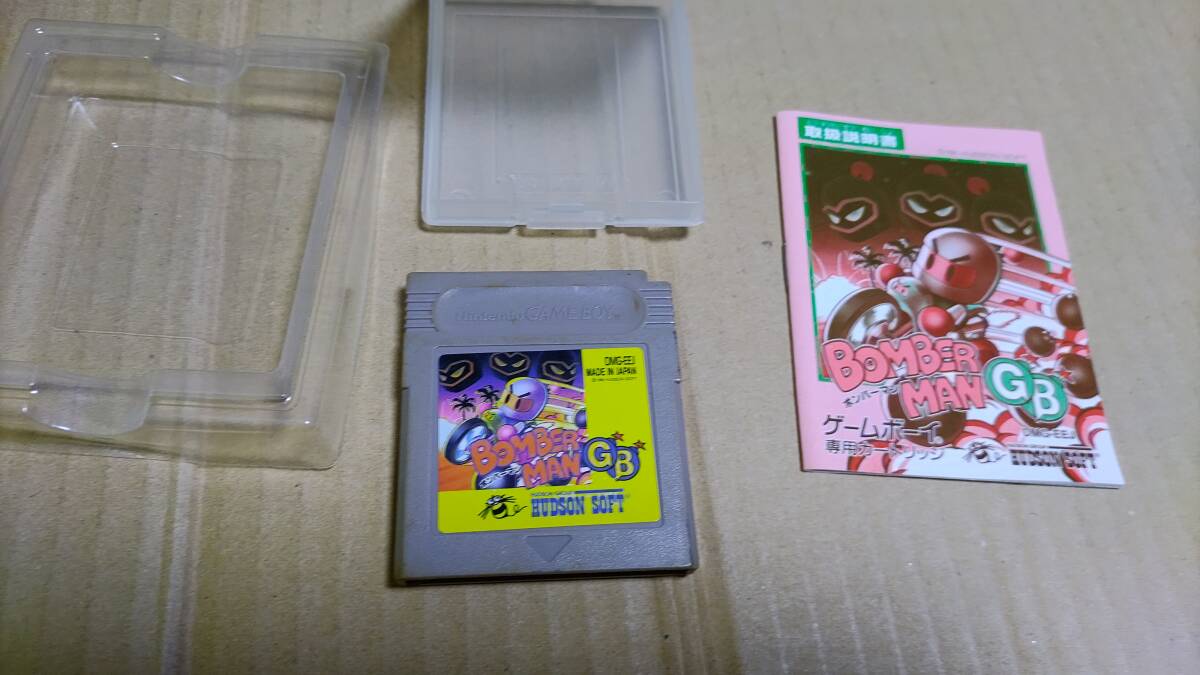 Nintendo GAME BOY
DMG-EEJ
MADE IN JAPAN
BOMBER
MAN
GB
HUDSON GROUP
HUDSON SOFT
取扱説明書
BOMBER
MAN
GB
ボンバーマン
ゲームボーイ
専用カートリッジ
DMG-EEJ
HUDSON SOFT